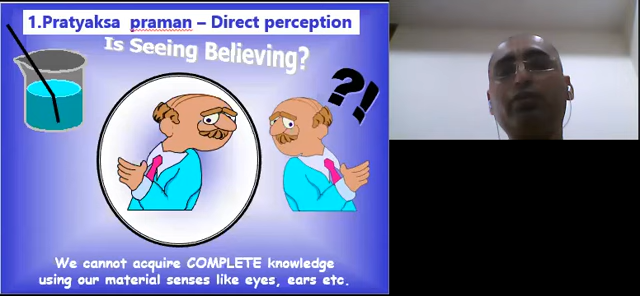 1.Pratyaksa praman – Direct perception
Is Seeing Believing?
?!
We cannot acquire COMPLETE knowledge
using our material senses like eyes, ears etc.